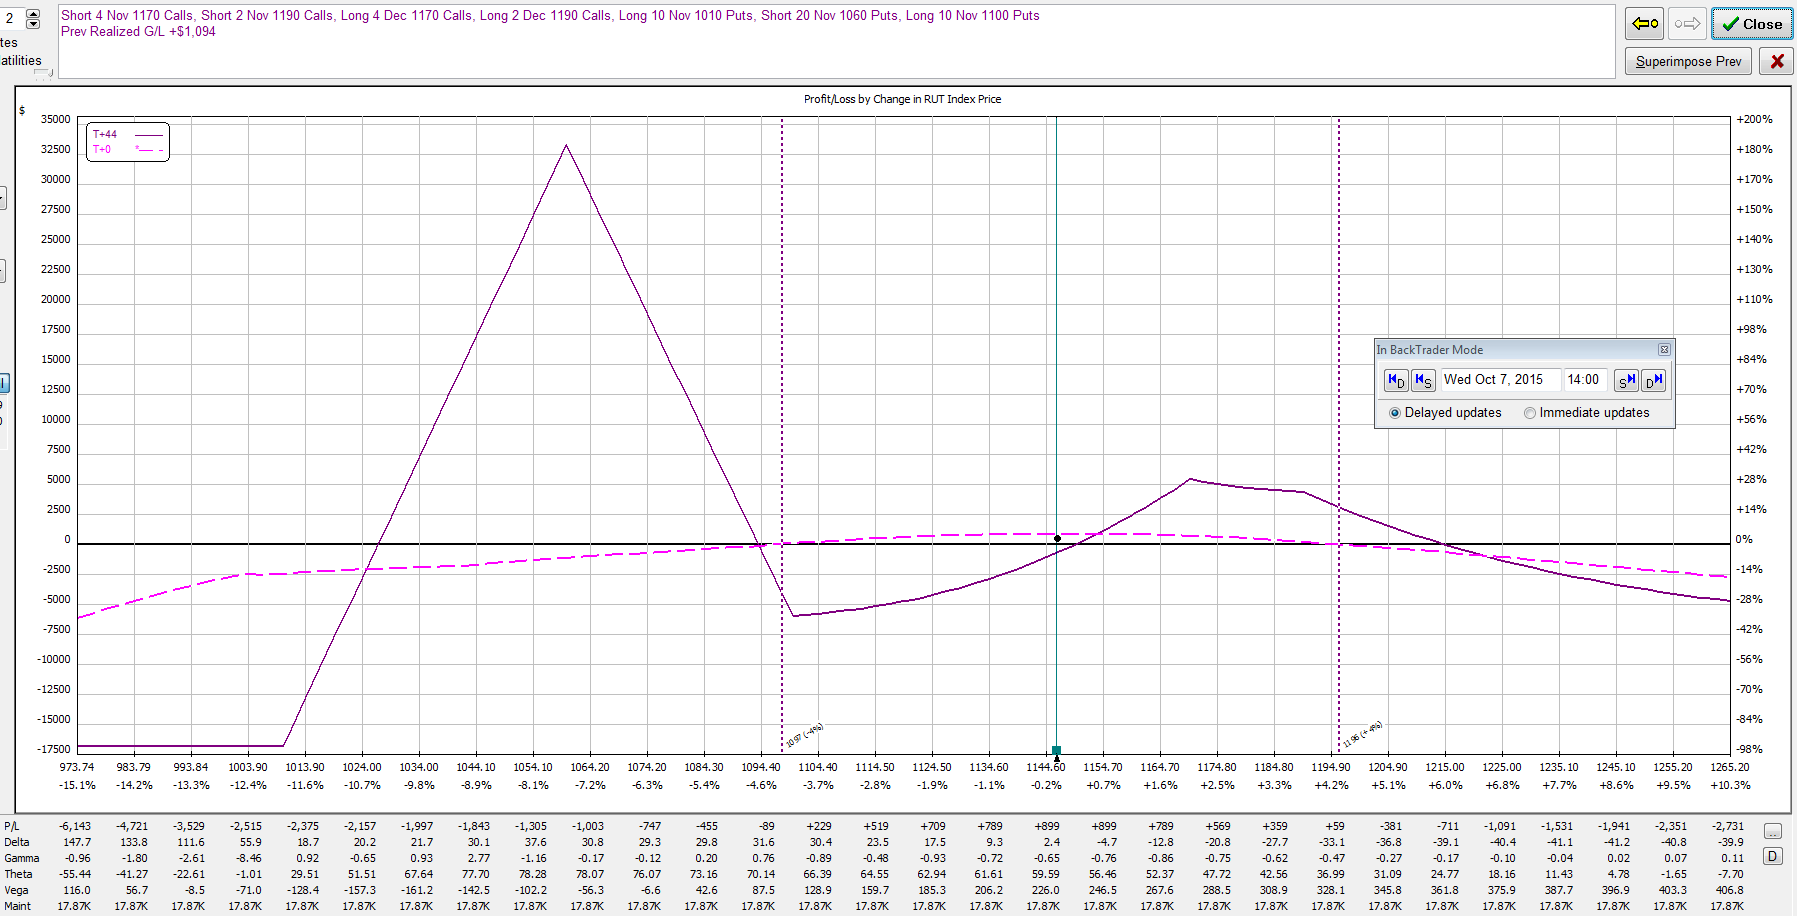 2
tes
atilities
Short 4 Nov 1170 Calls, Short 2 Nov 1190 Calls, Long 4 Dec 1170 Calls, Long 2 Dec 1190 Calls, Long 10 Nov 1010 Puts, Short 20 Nov 1060 Puts, Long 10 Nov 1100 Puts
Prev Realized G/L +$1,094
Close
Superimpose Prev
Profit/Loss by Change in RUT Index Price
$
T+44
T+0
35000
32500
30000
27500
25000
22500
20000
17500
15000
12500
10000
7500
5000
2500
0
-2500
-5000
-7500
-10000
-12500
-15000
-17500
+200%
+180%
+170%
+150%
+140%
+130%
+110%
+98%
+84%
+70%
+56%
+42%
+28%
+14%
0%
-14%
-28%
-42%
-56%
-70%
-84%
-98%
In BackTrader Mode
D S Wed Oct 7, 2015 14:00 S D
Delayed updates Immediate updates
1097 (-4%)
1196 (+4%)
973.74 983.79 993.84 1003.90 1013.90 1024.00 1034.00 1044.10 1054.10 1064.20 1074.20 1084.30 1094.40 1104.40 1114.50 1124.50 1134.60 1144.60 1154.70 1164.70 1174.80 1184.80 1194.90 1204.90 1215.00 1225.00 1235.10 1245.10 1255.20 1265.20
-15.1% -14.2% -13.3% -12.4% -11.6% -10.7% -9.8% -8.9% -8.1% -7.2% -6.3% -5.4% -4.6% -3.7% -2.8% -1.9% -1.1% -0.2% +0.7% +1.6% +2.5% +3.3% +4.2% +5.1% +6.0% +6.8% +7.7% +8.6% +9.5% +10.3%
P/L -6,143 -4,721 -3,529 -2,515 -2,375 -2,157 -1,997 -1,843 -1,305 -1,003 -747 -455 -89 +229 +519 +709 +789 +899 +899 +789 +569 +359 +59 -381 -711 -1,091 -1,531 -1,941 -2,351 -2,731
Delta 147.7 133.8 111.6 55.9 18.7 20.2 21.7 30.1 37.6 30.8 29.3 29.8 31.6 30.4 23.5 17.5 9.3 2.4 -4.7 -12.8 -20.8 -27.7 -33.1 -36.8 -39.1 -40.4 -41.1 -41.2 -40.8 -39.9
Gamma -0.96 -1.80 -2.61 -8.46 0.92 -0.65 0.93 2.77 -1.16 -0.17 -0.12 0.20 0.76 -0.89 -0.48 -0.93 -0.72 -0.65 -0.76 -0.86 -0.75 -0.62 -0.47 -0.27 -0.17 -0.10 -0.04 0.02 0.07 0.11
Theta -55.44 -41.27 -22.61 -1.01 29.51 51.51 67.64 77.70 78.28 78.07 76.07 73.16 70.14 66.39 64.55 62.94 61.61 59.59 56.46 52.37 47.72 42.56 36.99 31.09 24.77 18.16 11.43 4.78 -1.65 -7.70
Vega 116.0 56.7 -8.5 -71.0 -128.4 -157.3 -161.2 -142.5 -102.2 -56.3 -6.6 42.6 87.5 128.9 159.7 185.3 206.2 226.0 246.5 267.6 288.5 308.9 328.1 345.8 361.8 375.9 387.7 396.9 403.3 406.8
Maint 17.87K 17.87K 17.87K 17.87K 17.87K 17.87K 17.87K 17.87K 17.87K 17.87K 17.87K 17.87K 17.87K 17.87K 17.87K 17.87K 17.87K 17.87K 17.87K 17.87K 17.87K 17.87K 17.87K 17.87K 17.87K 17.87K 17.87K 17.87K 17.87K 17.87K
...
D